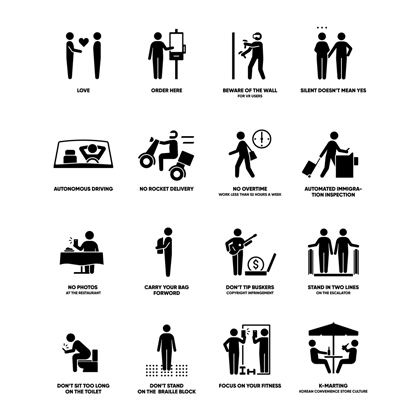 LOVE
ORDER HERE
BEWARE OF THE WALL
FOR VR USERS
SILENT DOESN'T MEAN YES
AUTONOMOUS DRIVING
NO ROCKET DELIVERY
NO OVERTIME
WORK LESS THAN 52 HOURS A WEEK
AUTOMATED IMMIGRA-
TION INSPECTION
NO PHOTOS
AT THE RESTAURANT
CARRY YOUR BAG
FORWORD
DON'T TIP BUSKERS
COPYRIGHT INFRINGEMENT
STAND IN TWO LINES
ON THE ESCALATOR
DON'T SIT TOO LONG
ON THE TOILET
DON'T STAND
ON THE BRAILLE BLOCK
FOCUS ON YOUR FITNESS
K-MARTING
KOREAN CONVENIENCE STORE CULTURE